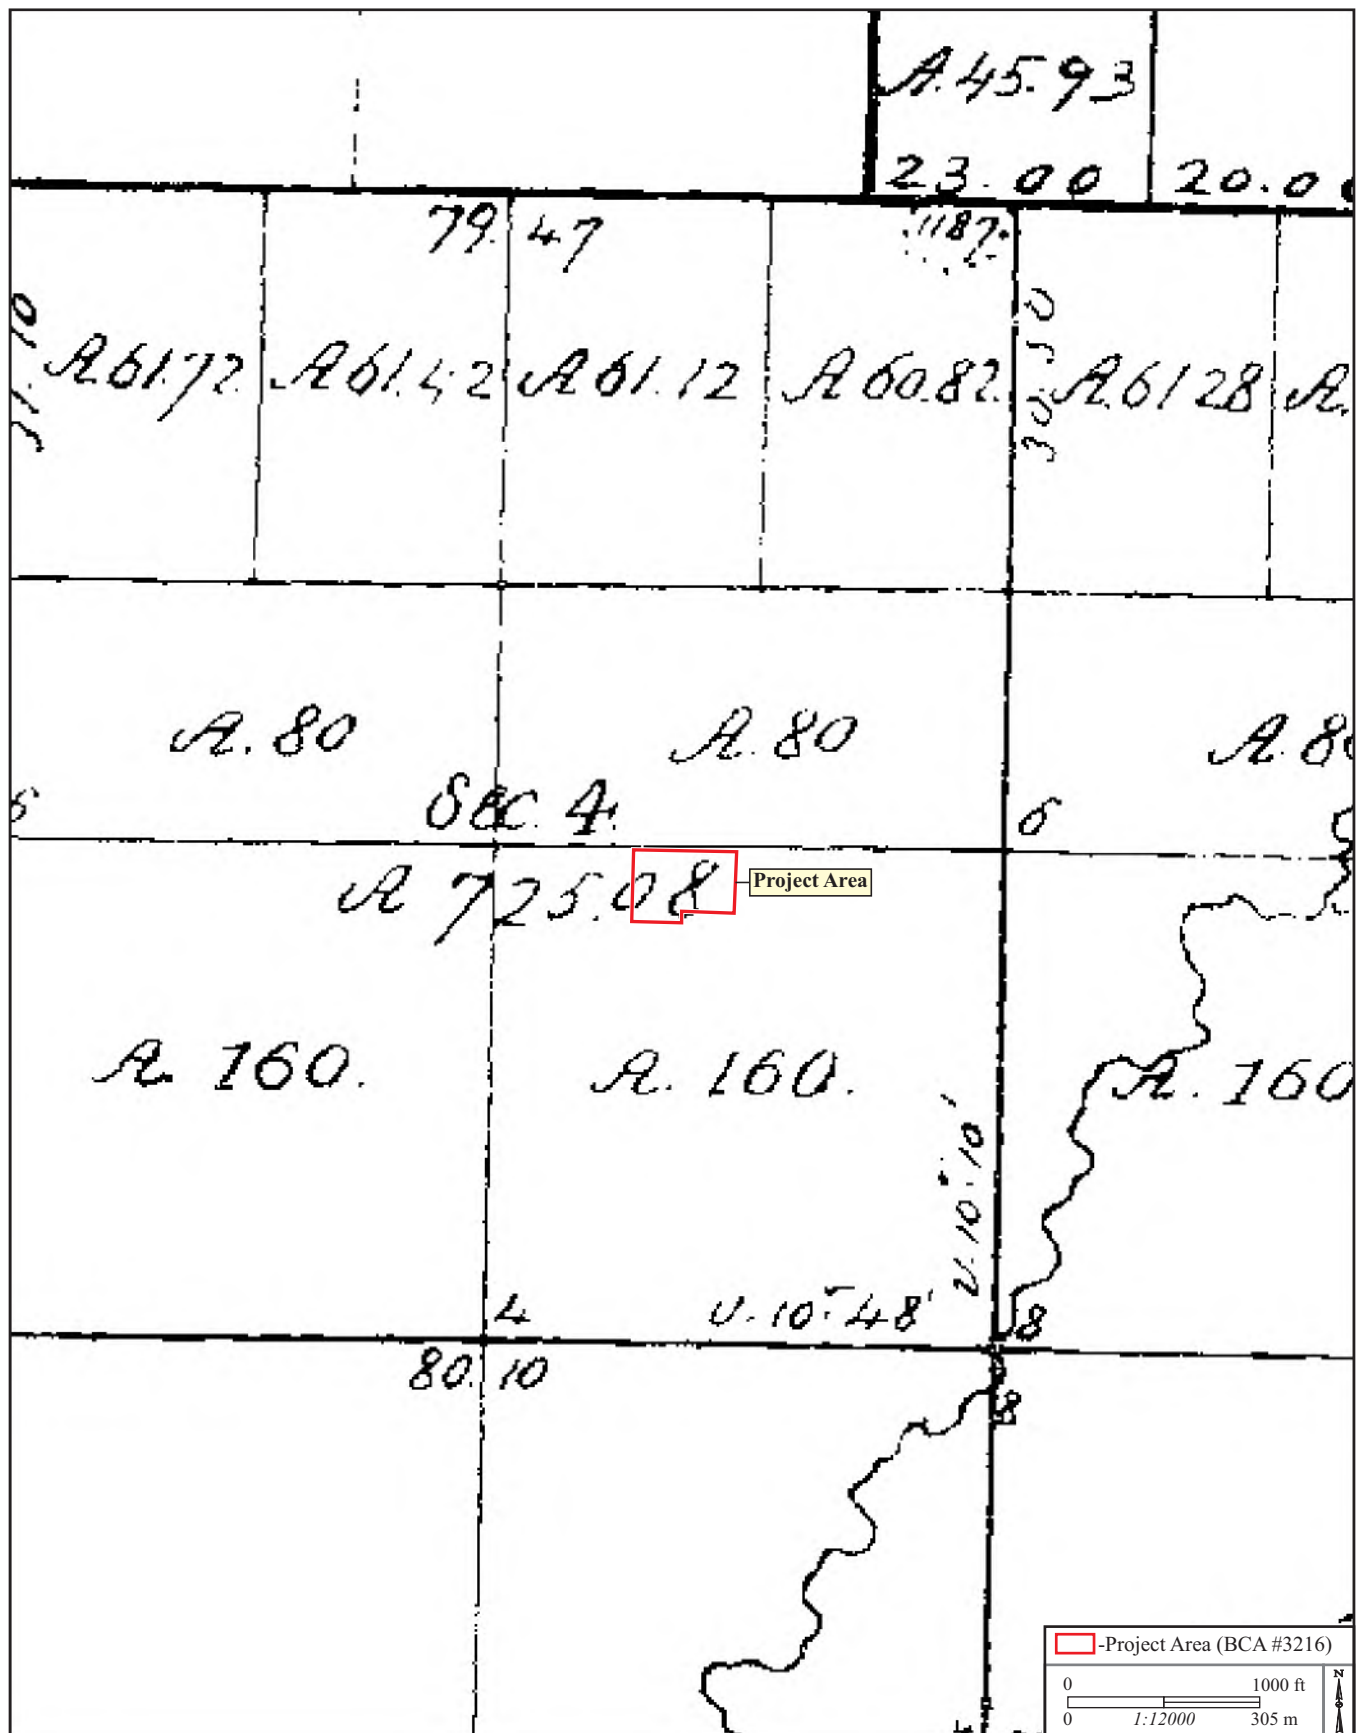 A. 45.93
23.00 20.0
79.47 1187.
A 61.72 A 61.42 A 61.12 A 60.82 30.50 A 61 28 A.
A. 80 A. 80 A. 8
Sec. 4.
6
A 725.08 Project Area
A. 160. A. 160. A. 160
V. 10° 10'
4 V. 10° 48' 8
80.10
8
-Project Area (BCA #3216)
N
0 1000 ft
0 1:12000 305 m